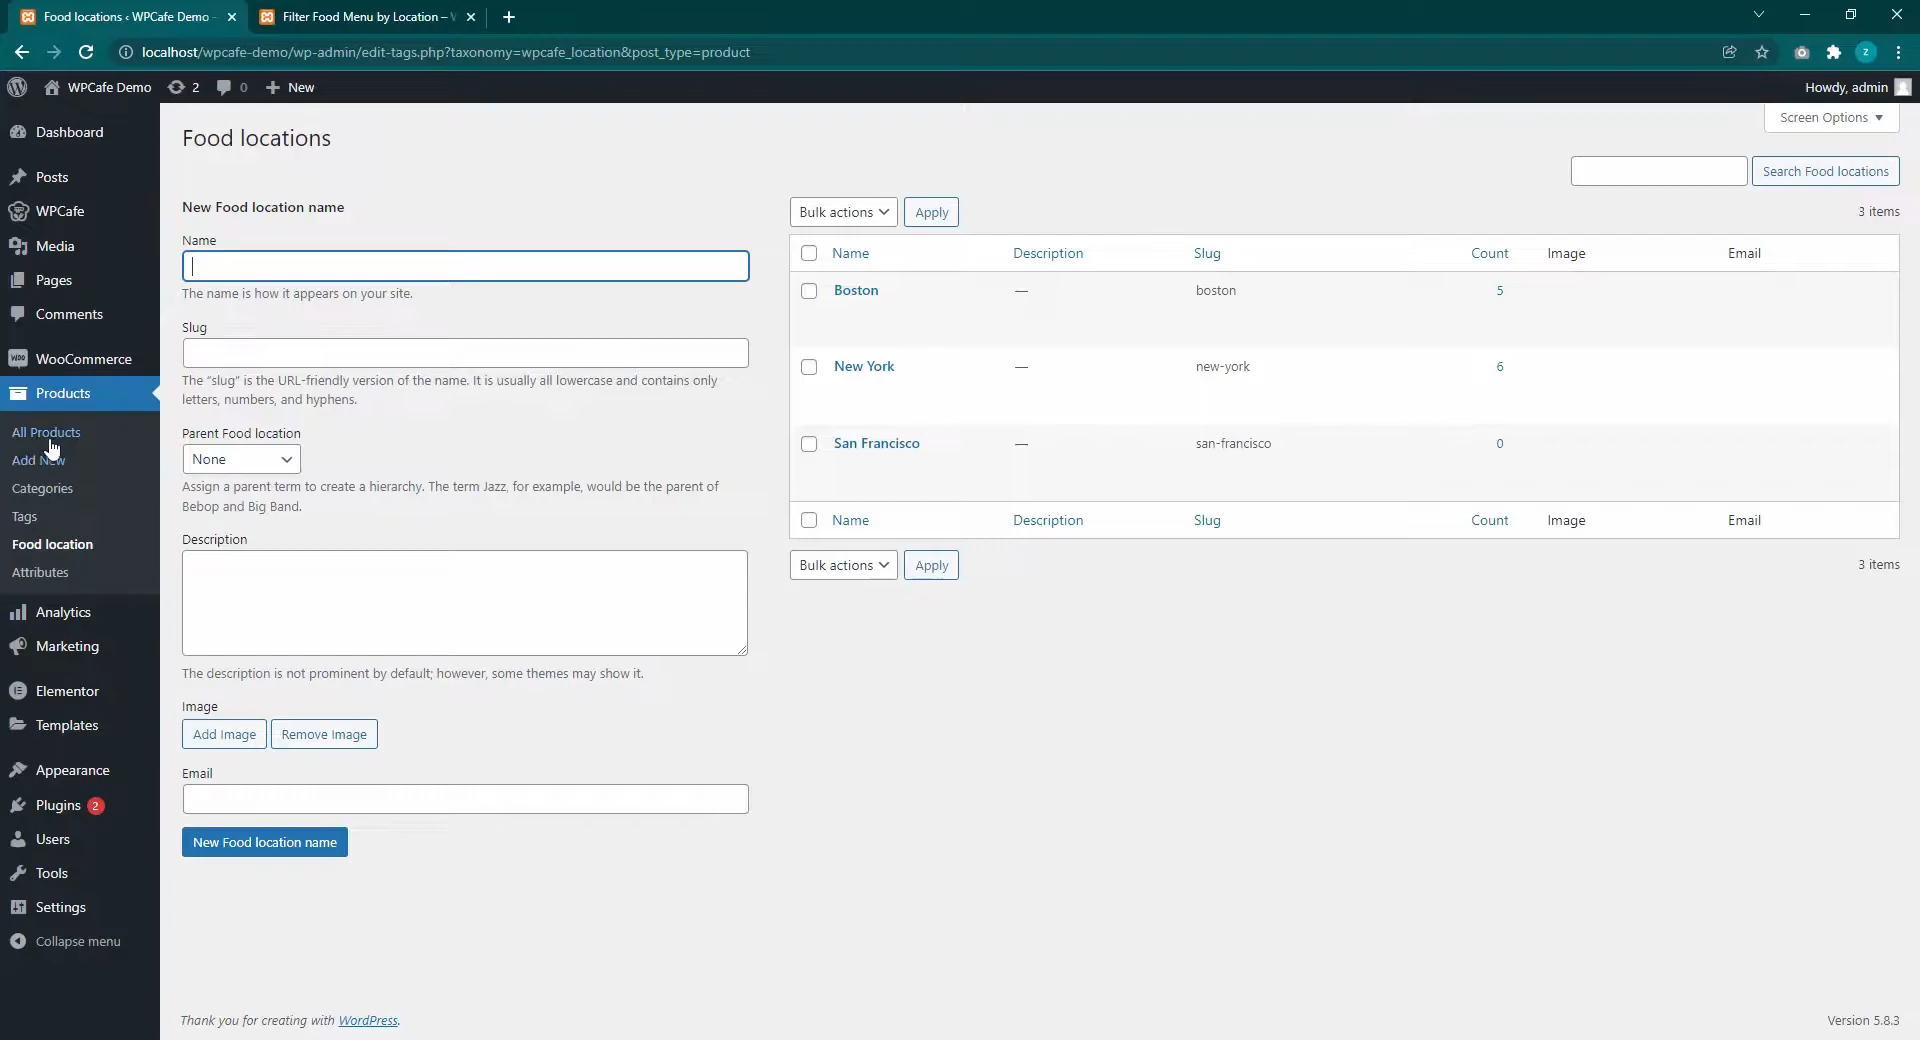 Food locations ‹ WPCafe Demo
Filter Food Menu by Location –
localhost/wpcafe-demo/wp-admin/edit-tags.php?taxonomy=wpcafe_location&post_type=product
z
WPCafe Demo
2
0
New
Howdy, admin
Dashboard
Posts
WPCafe
Media
Pages
Comments
WooCommerce
Products
All Products
Add New
Categories
Tags
Food location
Attributes
Analytics
Marketing
Elementor
Templates
Appearance
Plugins 2
Users
Tools
Settings
Collapse menu
Screen Options
Food locations
Search Food locations
New Food location name
Name
The name is how it appears on your site.
Slug
The “slug” is the URL-friendly version of the name. It is usually all lowercase and contains only
letters, numbers, and hyphens.
Parent Food location
None
Assign a parent term to create a hierarchy. The term Jazz, for example, would be the parent of
Bebop and Big Band.
Description
The description is not prominent by default; however, some themes may show it.
Image
Add Image Remove Image
Email
New Food location name
Bulk actions Apply 3 items
Name Description Slug Count Image Email
Boston — boston 5
New York — new-york 6
San Francisco — san-francisco 0
Name Description Slug Count Image Email
Bulk actions Apply 3 items
Thank you for creating with WordPress.
Version 5.8.3